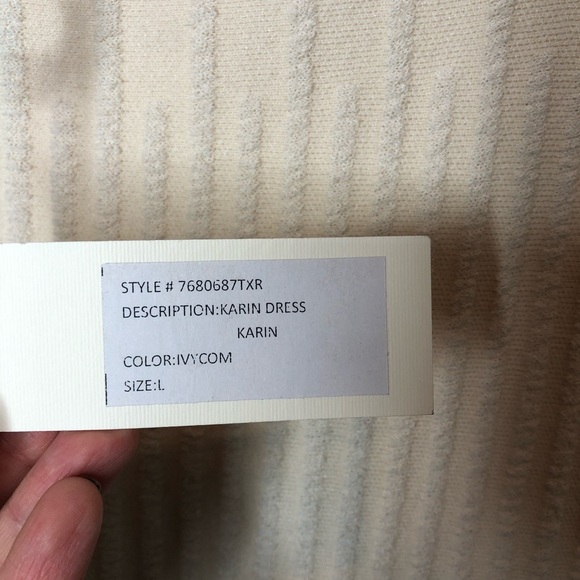 STYLE # 7680687TXR
DESCRIPTION:KARIN DRESS
KARIN
COLOR:IVYCOM
SIZE:L